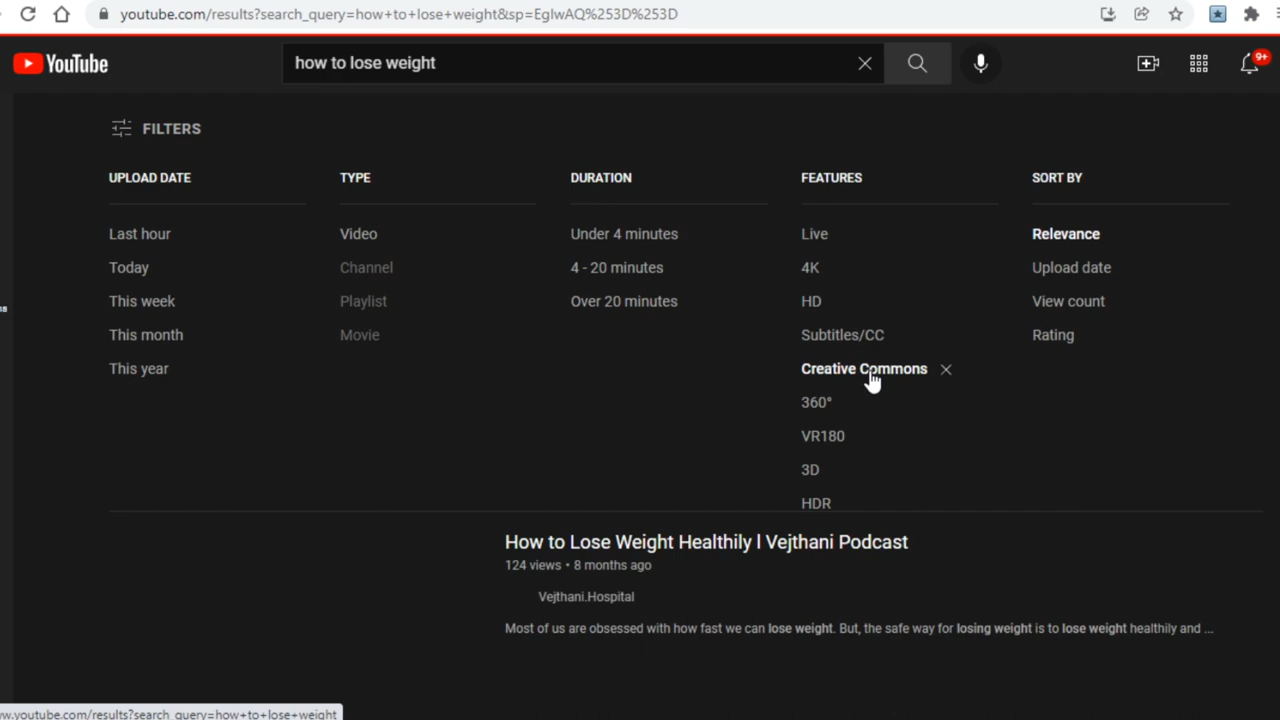 youtube.com/results?search_query=how+to+lose+weight&sp=EgIwAQ%253D%253D
YouTube
how to lose weight
9+
FILTERS
UPLOAD DATE
Last hour
Today
This week
This month
This year
TYPE
Video
Channel
Playlist
Movie
DURATION
Under 4 minutes
4 - 20 minutes
Over 20 minutes
FEATURES
Live
4K
HD
Subtitles/CC
Creative Commons
360°
VR180
3D
HDR
SORT BY
Relevance
Upload date
View count
Rating
How to Lose Weight Healthily l Vejthani Podcast
124 views • 8 months ago
Vejthani.Hospital
Most of us are obsessed with how fast we can lose weight. But, the safe way for losing weight is to lose weight healthily and ...
w.youtube.com/results?search_query=how+to+lose+weight